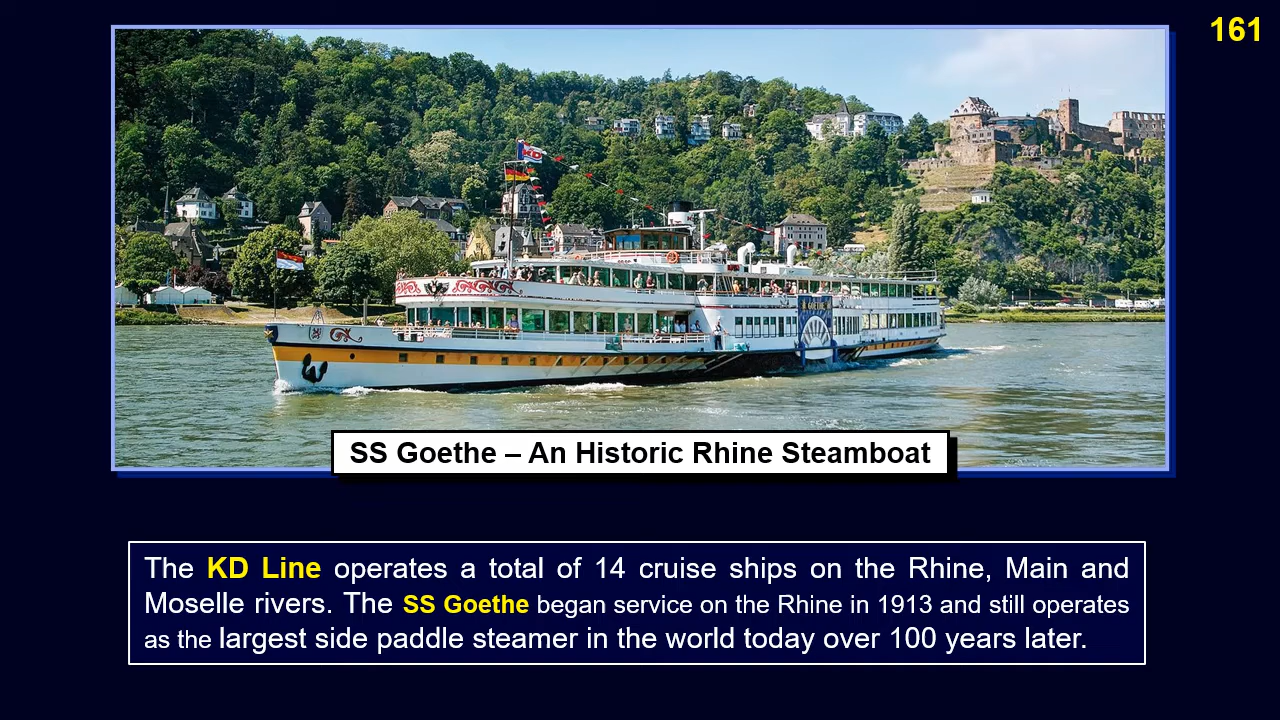 161
KD
GOETHE
SS Goethe – An Historic Rhine Steamboat
The KD Line operates a total of 14 cruise ships on the Rhine, Main and
Moselle rivers. The SS Goethe began service on the Rhine in 1913 and still operates
as the largest side paddle steamer in the world today over 100 years later.